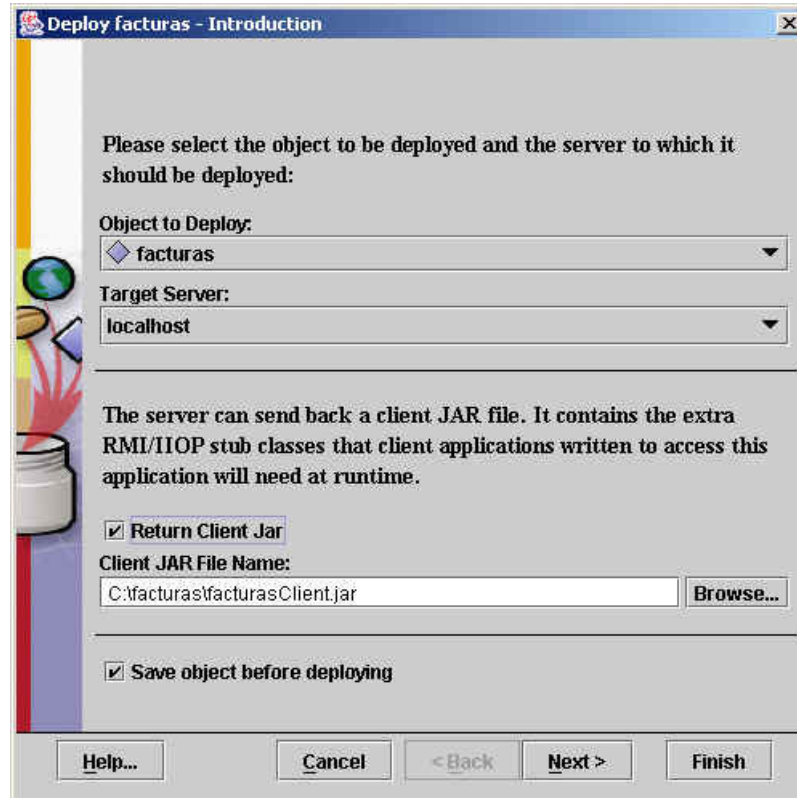 Deploy facturas - Introduction
Please select the object to be deployed and the server to which it
should be deployed:
Object to Deploy:
facturas
Target Server:
localhost
The server can send back a client JAR file. It contains the extra
RMI/IIOP stub classes that client applications written to access this
application will need at runtime.
Return Client Jar
Client JAR File Name:
C:\facturas\facturasClient.jar
Browse...
Save object before deploying
Help...
Cancel
< Back
Next >
Finish